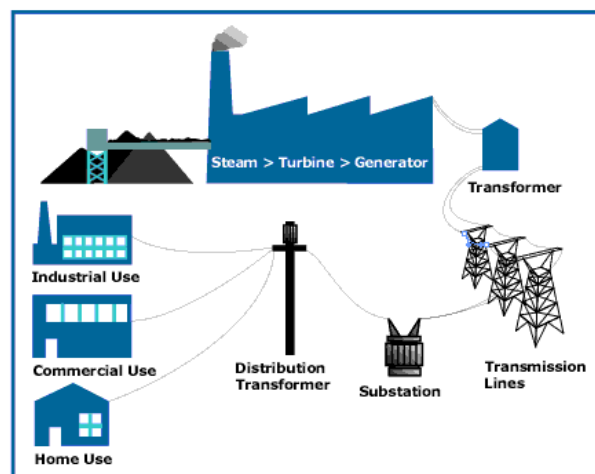 Steam > Turbine > Generator
Transformer
Industrial Use
Commercial Use
Home Use
Distribution
Transformer
Substation
Transmission
Lines